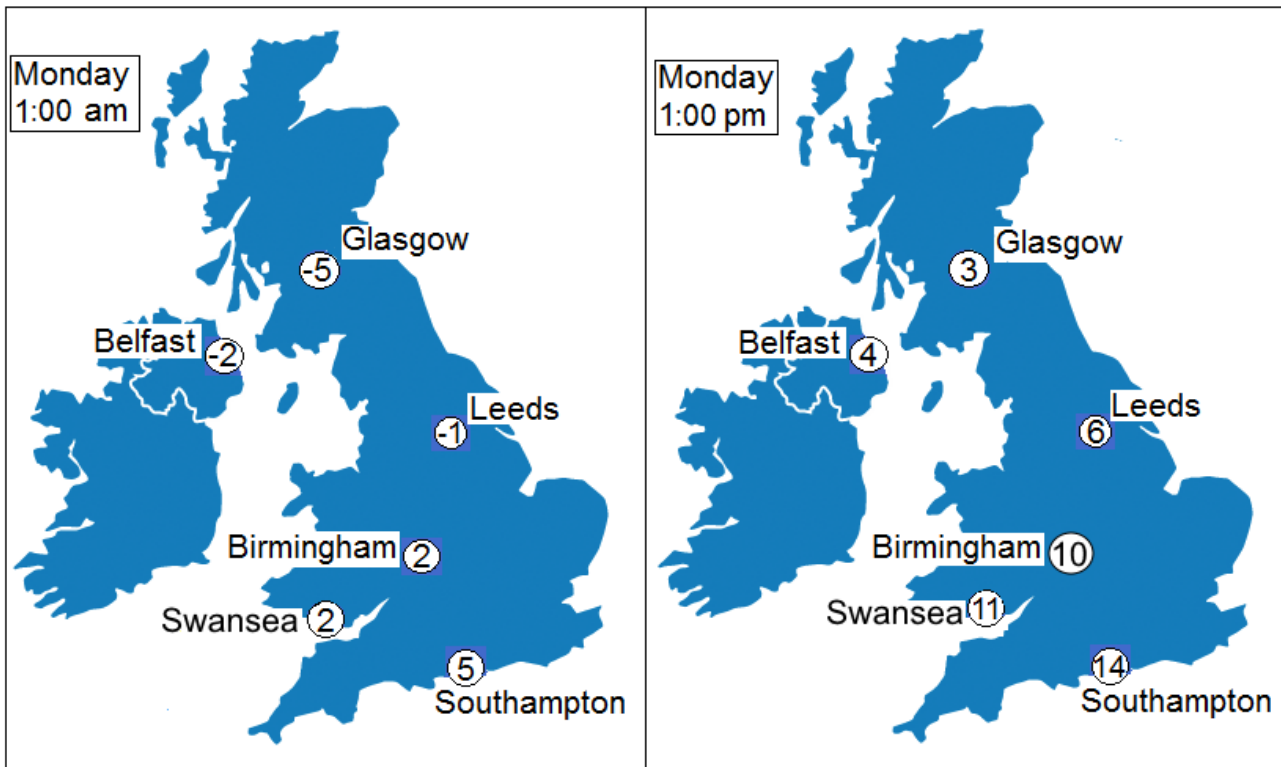 Monday
1:00 am
Glasgow
-5
Belfast
-2
Leeds
-1
Birmingham
2
Swansea
2
5
Southampton
Monday
1:00 pm
Glasgow
3
Belfast
4
Leeds
6
Birmingham
10
Swansea
11
14
Southampton